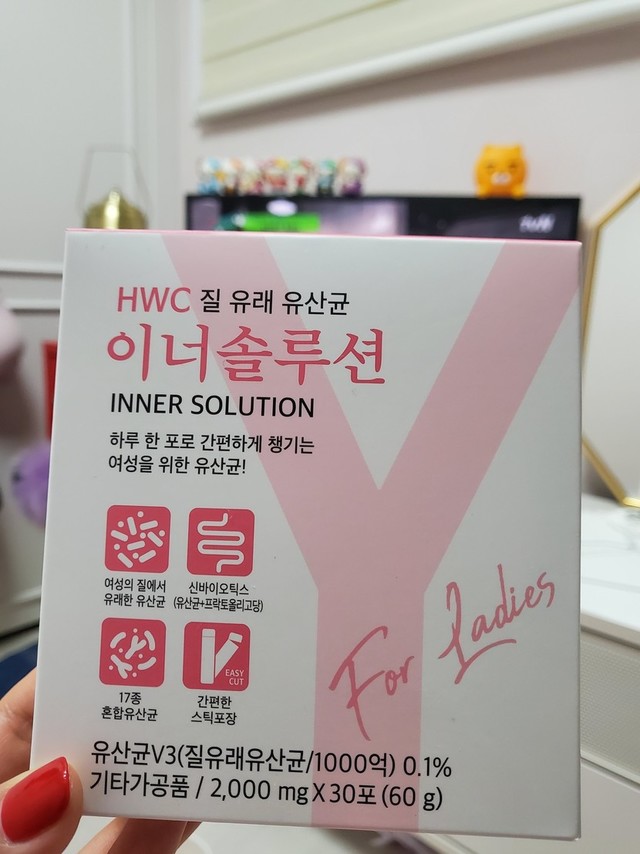 HWC 질 유래 유산균
이너솔루션
INNER SOLUTION
하루 한 포로 간편하게 챙기는
여성을 위한 유산균!
여성의 질에서
유래한 유산균
신바이오틱스
(유산균+프락토올리고당)
17종
혼합유산균
EASY
CUT
간편한
스틱포장
For Ladies
유산균V3(질유래유산균/1000억) 0.1%
기타가공품 / 2,000 mg X 30포 (60 g)
tvN